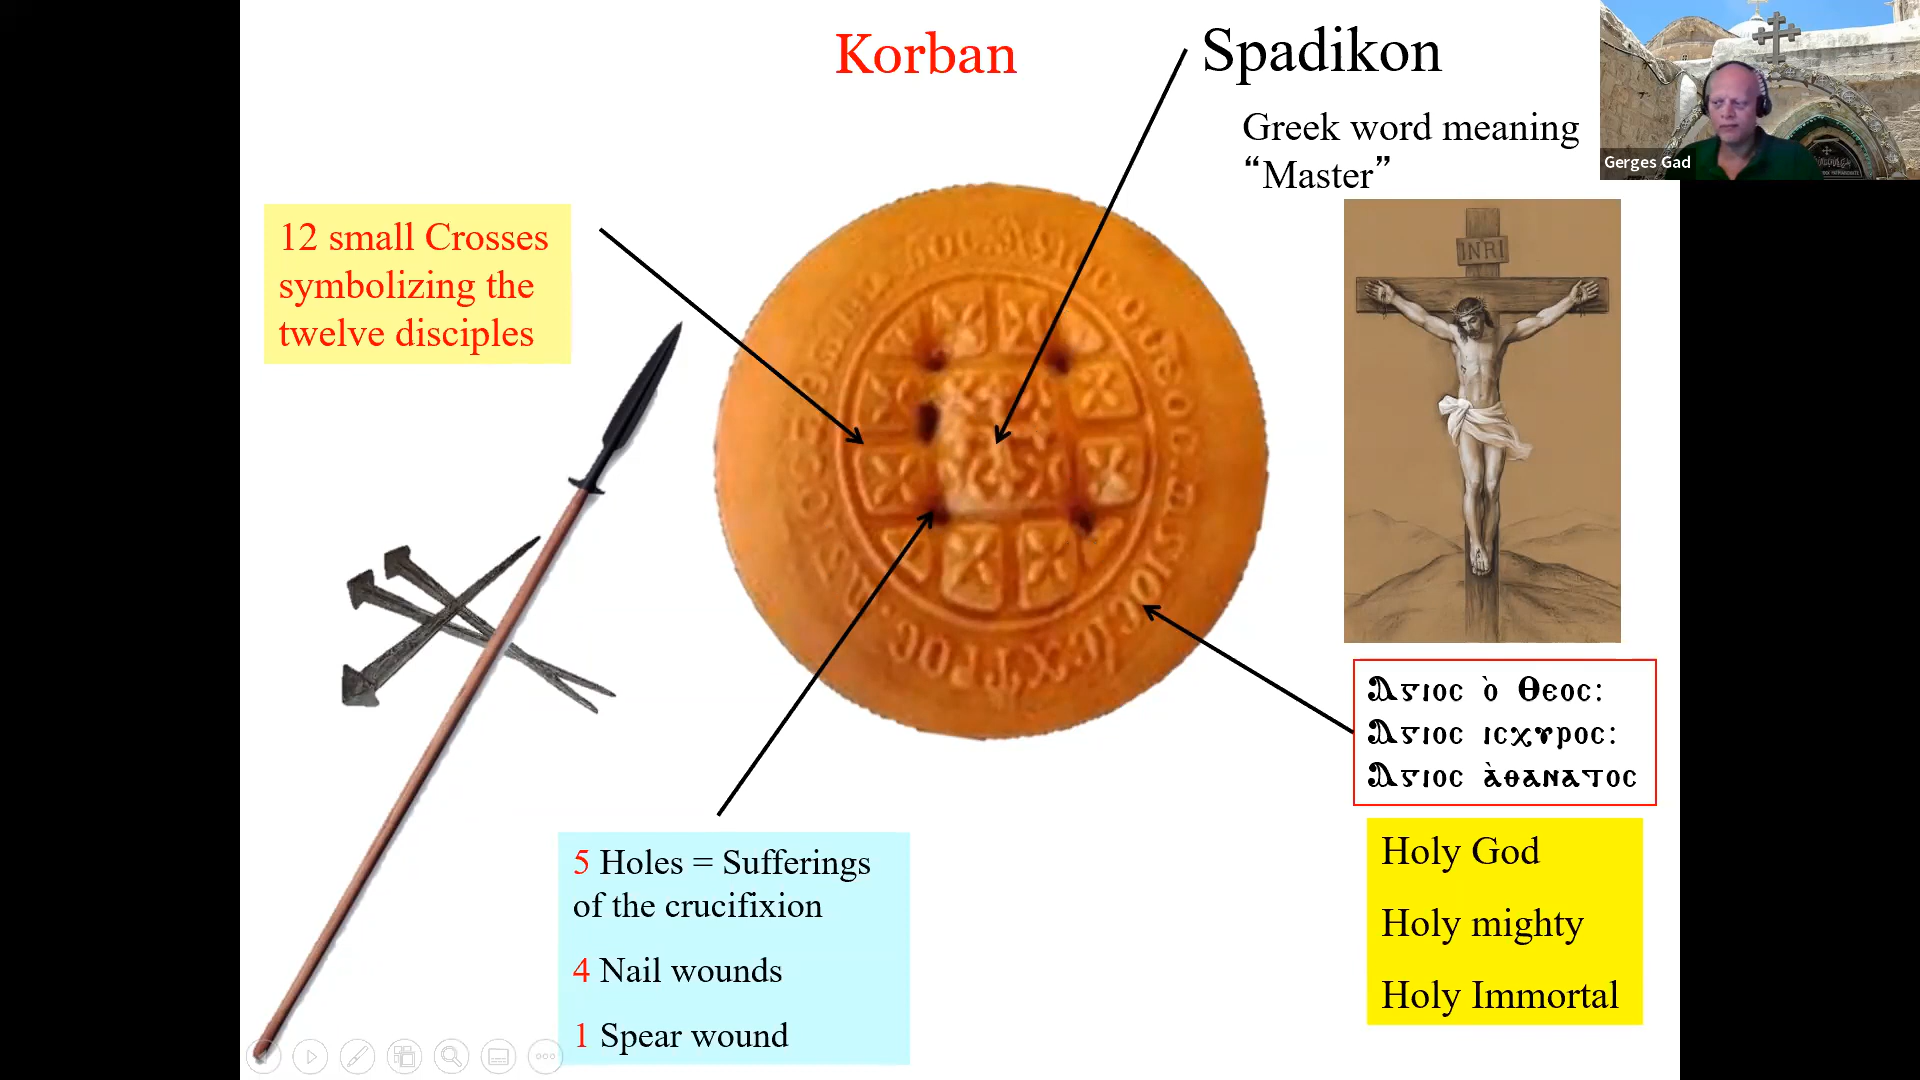 Korban
Spadikon
Greek word meaning
“Master”
Gerges Gad
12 small Crosses
symbolizing the
twelve disciples
INRI
Ⲁⲅⲓⲟⲥ ⲟ̀ Ⲑⲉⲟⲥ:
Ⲁⲅⲓⲟⲥ ⲓⲥⲭⲩⲣⲟⲥ:
Ⲁⲅⲓⲟⲥ ⲁ̀ⲑⲁⲛⲁⲧⲟⲥ
5 Holes = Sufferings
of the crucifixion
4 Nail wounds
1 Spear wound
Holy God
Holy mighty
Holy Immortal